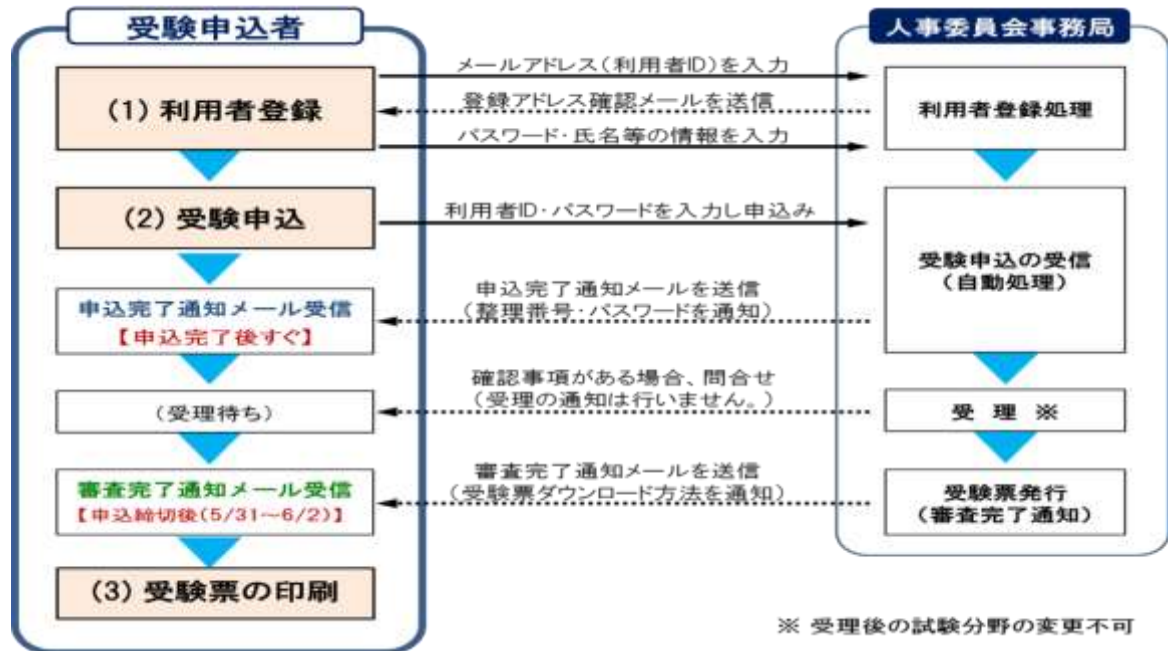 受験申込者
人事委員会事務局
(1) 利用者登録
メールアドレス(利用者ID)を入力
登録アドレス確認メールを送信
パスワード・氏名等の情報を入力
利用者登録処理
(2) 受験申込
利用者ID・パスワードを入力し申込み
受験申込の受信
(自動処理)
申込完了通知メール受信
【申込完了後すぐ】
申込完了通知メールを送信
(整理番号・パスワードを通知)
(受理待ち)
確認事項がある場合、問合せ
(受理の通知は行いません。)
受 理 ※
審査完了通知メール受信
【申込締切後(5/31~6/2)】
審査完了通知メールを送信
(受験票ダウンロード方法を通知)
受験票発行
(審査完了通知)
(3) 受験票の印刷
※ 受理後の試験分野の変更不可